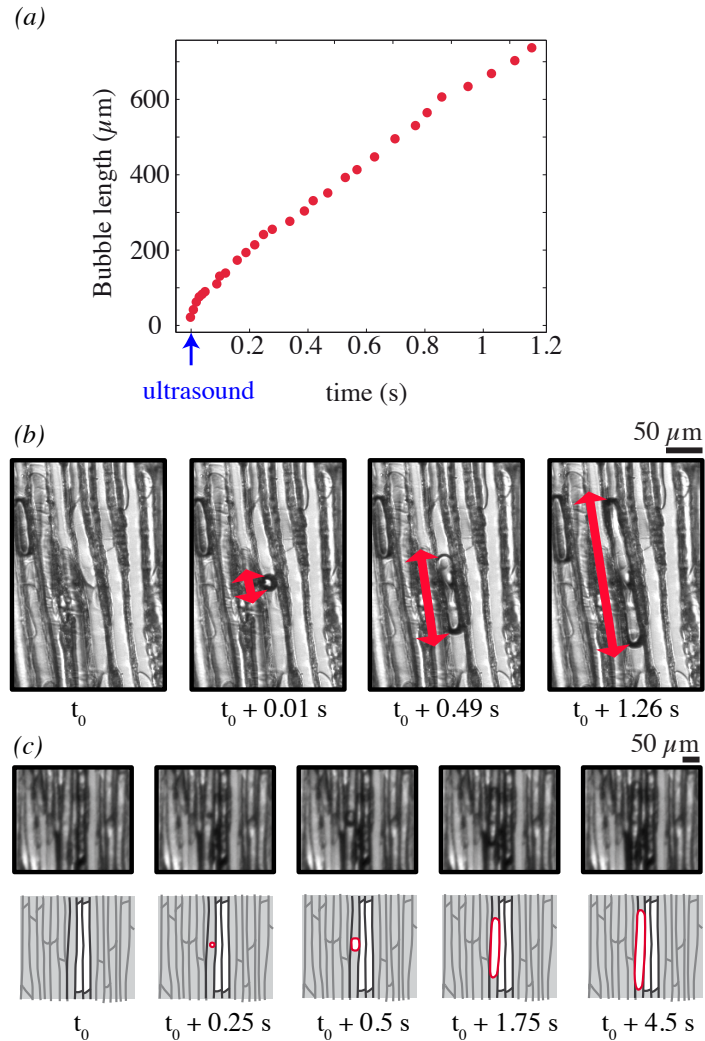 (a)
Bubble length (µm)
600
400
200
0
0.2
0.4
0.6
0.8
1
1.2
ultrasound
time (s)
(b)
50 µm
t₀
t₀ + 0.01 s
t₀ + 0.49 s
t₀ + 1.26 s
(c)
50 µm
t₀
t₀ + 0.25 s
t₀ + 0.5 s
t₀ + 1.75 s
t₀ + 4.5 s